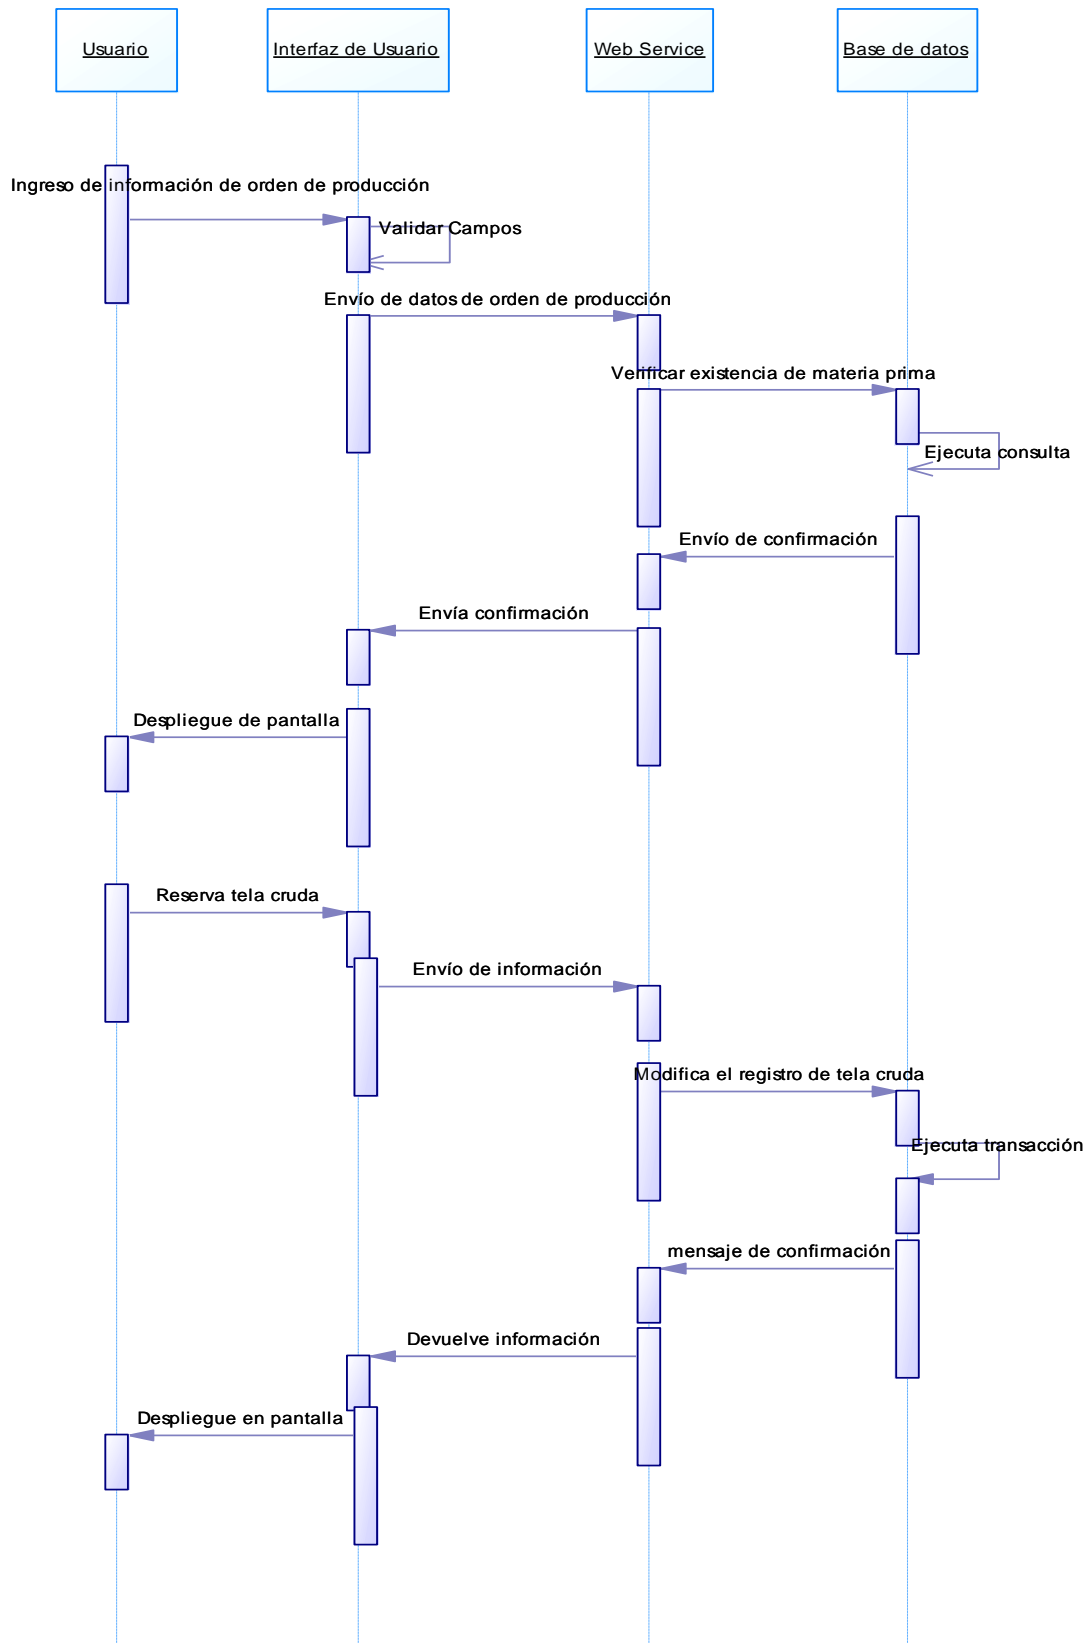 Usuario
Interfaz de Usuario
Web Service
Base de datos
Ingreso de información de orden de producción
Validar Campos
Envío de datos de orden de producción
Verificar existencia de materia prima
Ejecuta consulta
Envío de confirmación
Envía confirmación
Despliegue de pantalla
Reserva tela cruda
Envío de información
Modifica el registro de tela cruda
Ejecuta transacción
mensaje de confirmación
Devuelve información
Despliegue en pantalla